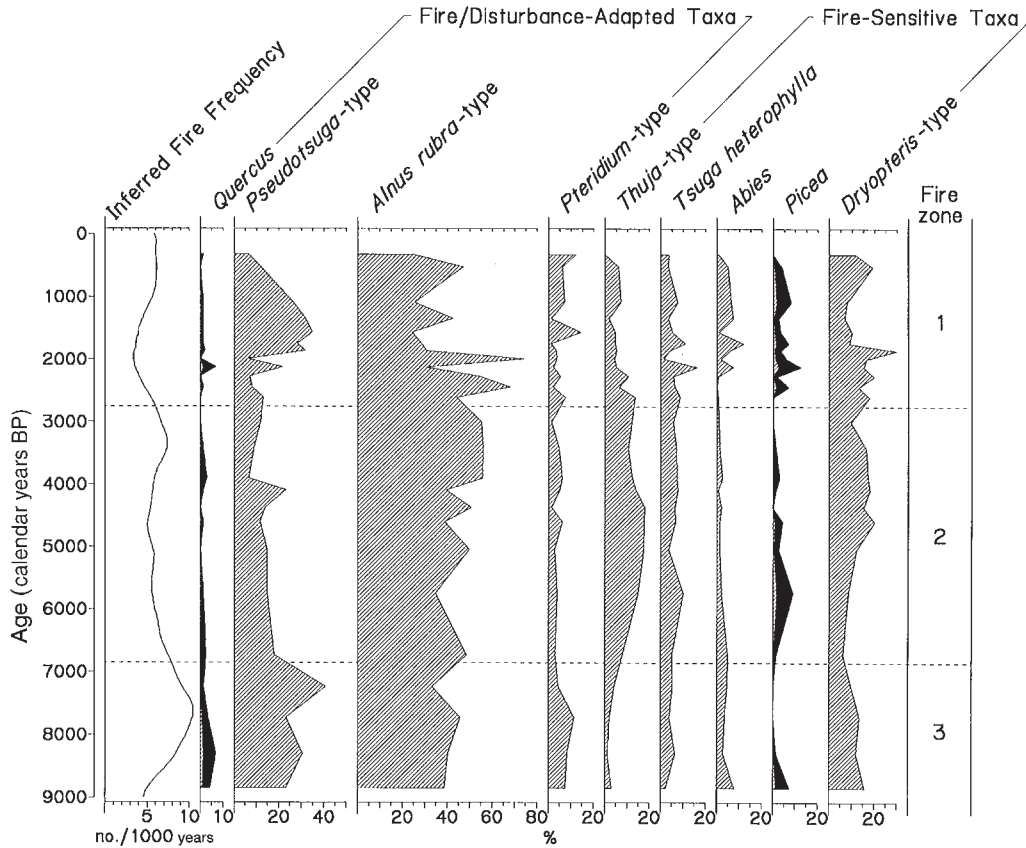 Fire/Disturbance-Adapted Taxa
Fire-Sensitive Taxa
Inferred Fire Frequency
Quercus
Pseudotsuga-type
Alnus rubra-type
Pteridium-type
Thuja-type
Tsuga heterophylla
Abies
Picea
Dryopteris-type
Fire
zone
Age (calendar years BP)
0
1000
2000
3000
4000
5000
6000
7000
8000
9000
1
2
3
5 10
no./1000 years
10
20 40
20 40 60 80
20
20
20
20
20
20
%